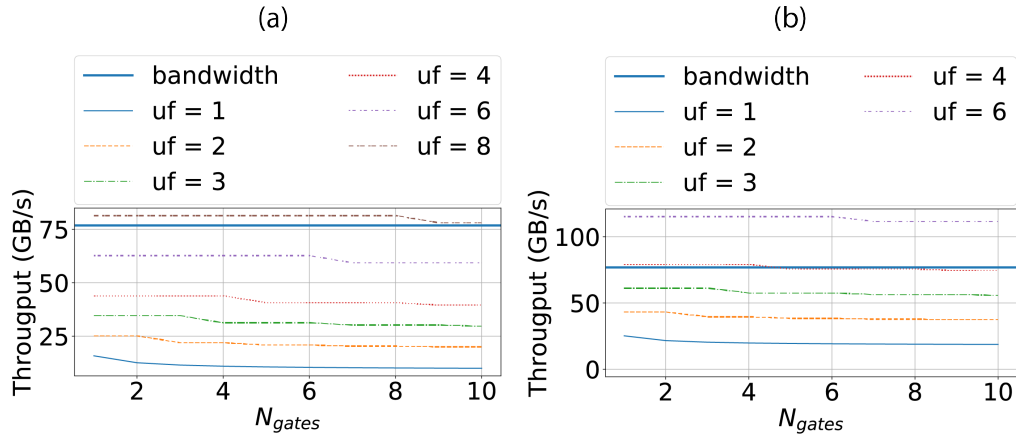 (a)
bandwidth
uf = 1
uf = 2
uf = 3
uf = 4
uf = 6
uf = 8
Througput (GB/s)
75
50
25
2 4 6 8 10
N_gates
(b)
bandwidth
uf = 1
uf = 2
uf = 3
uf = 4
uf = 6
Througput (GB/s)
100
50
0
2 4 6 8 10
N_gates